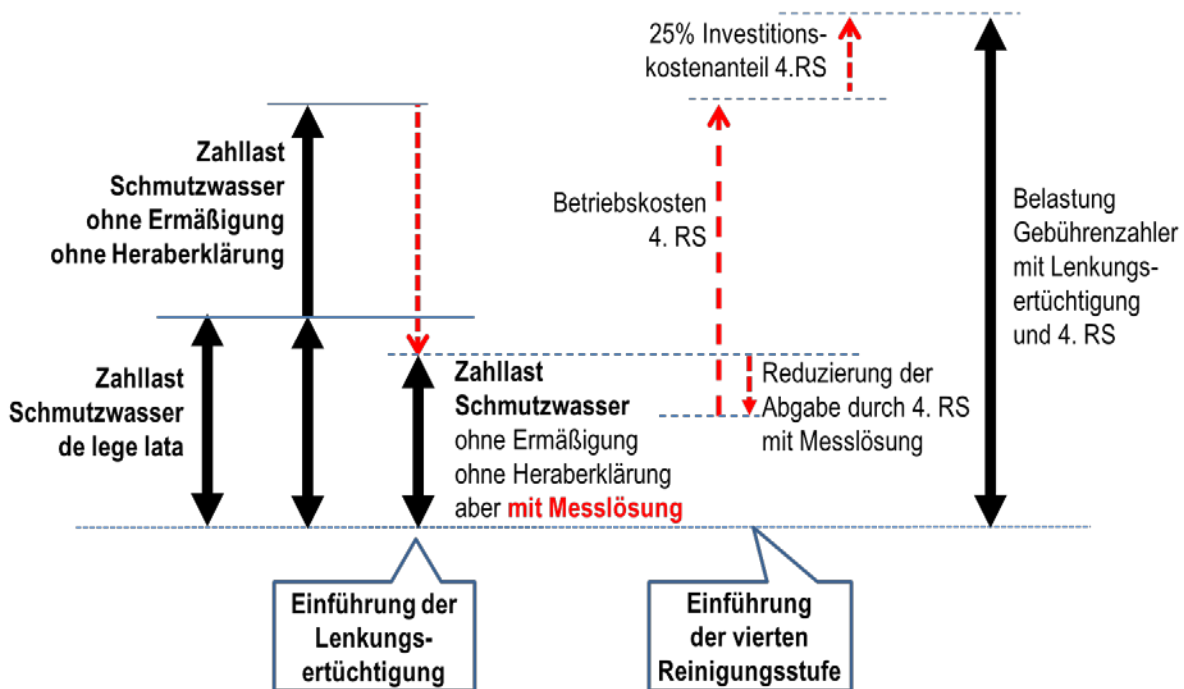 25% Investitions-
kostenanteil 4.RS
Zahllast
Schmutzwasser
ohne Ermäßigung
ohne Heraberklärung
Betriebskosten
4. RS
Belastung
Gebührenzahler
mit Lenkungs-
ertüchtigung
und 4. RS
Zahllast
Schmutzwasser
de lege lata
Zahllast
Schmutzwasser
ohne Ermäßigung
ohne Heraberklärung
aber mit Messlösung
Reduzierung der
Abgabe durch 4. RS
mit Messlösung
Einführung der
Lenkungs-
ertüchtigung
Einführung
der vierten
Reinigungsstufe